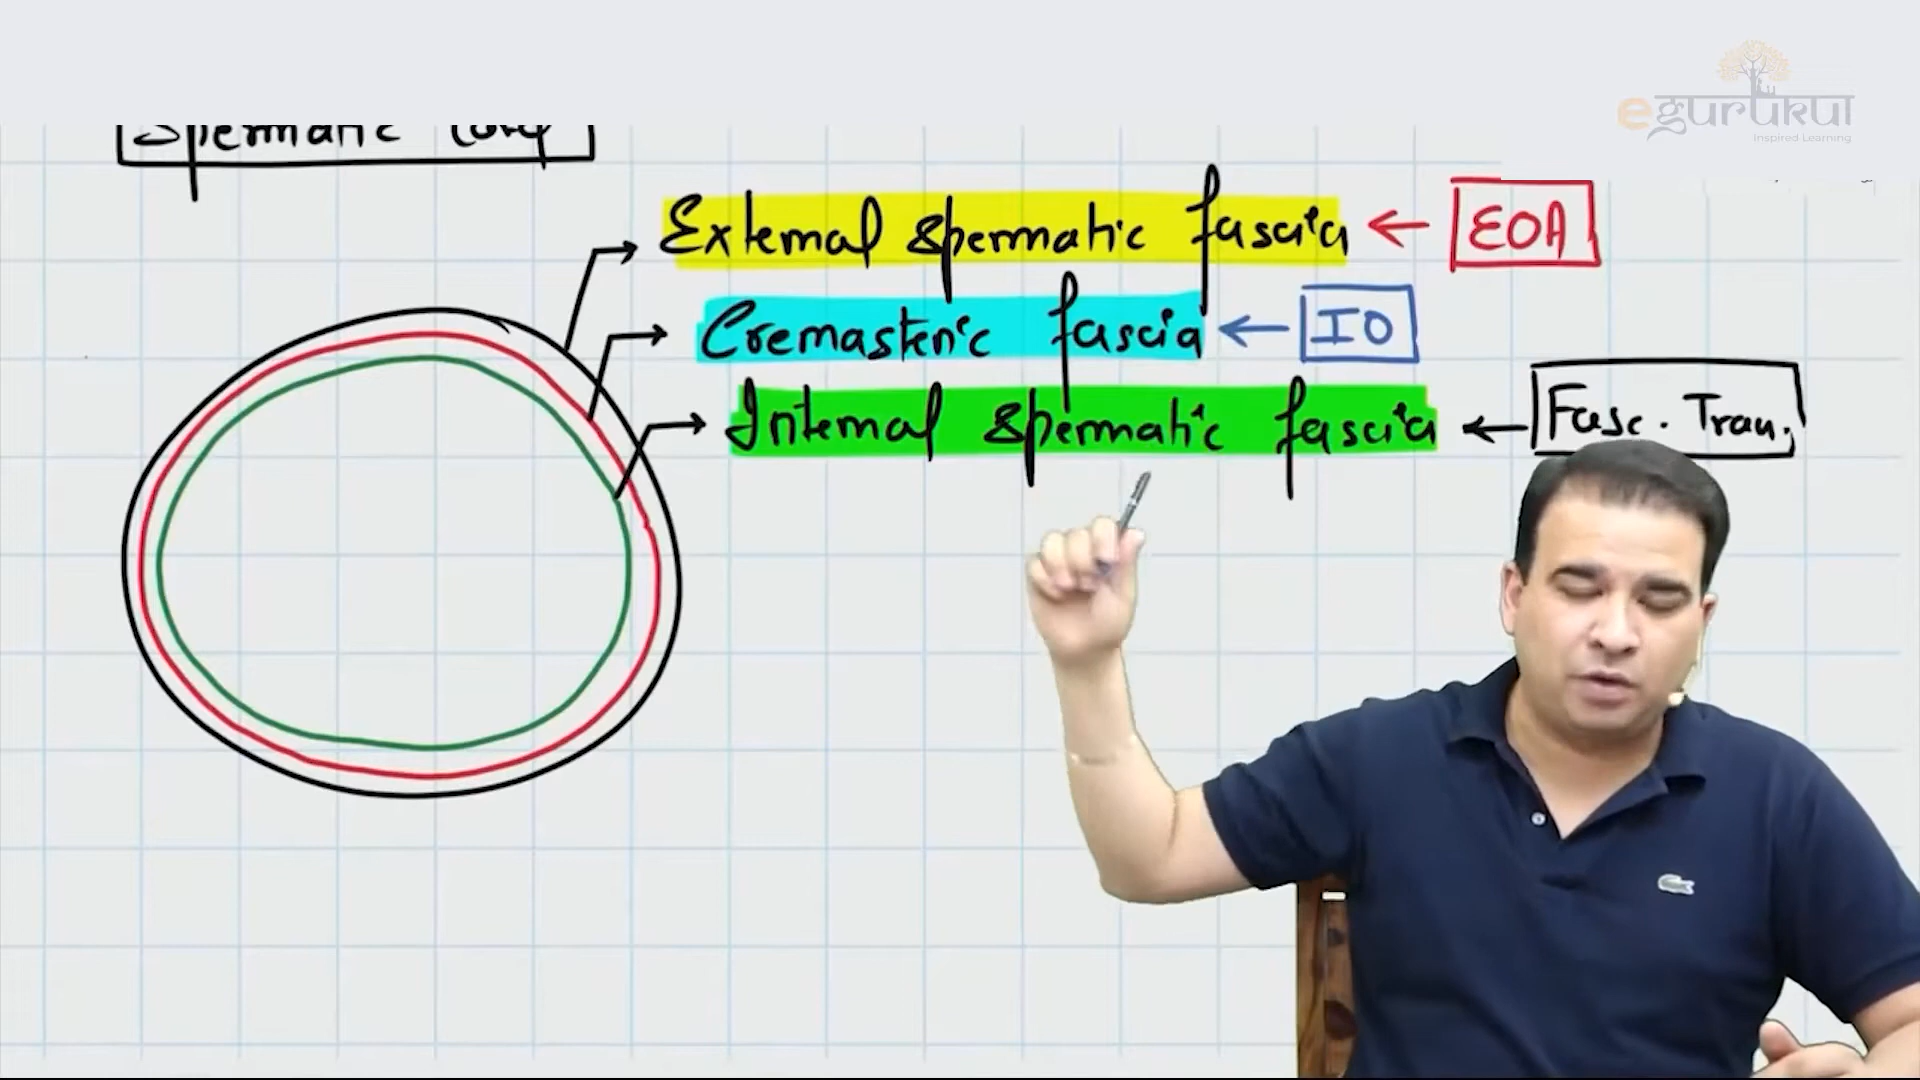 egurukul
Inspired Learning
Spermatic Cord
External spermatic fascia ← EOA
Cremasteric fascia ← IO
Internal spermatic fascia ← Fasc. Tran.